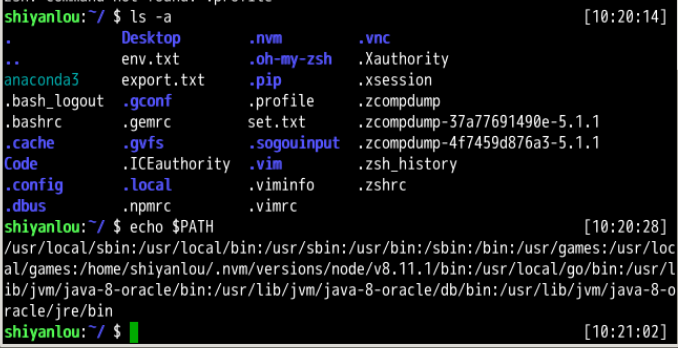 zsh: command not found: .profile
shiyanlou:~/ $ ls -a [10:20:14]
. Desktop .nvm .vnc
.. env.txt .oh-my-zsh .Xauthority
anaconda3 export.txt .pip .xsession
.bash_logout .gconf .profile .zcompdump
.bashrc .gemrc set.txt .zcompdump-37a77691490e-5.1.1
.cache .gvfs .sogouinput .zcompdump-4f7459d876a3-5.1.1
Code .ICEauthority .vim .zsh_history
.config .local .viminfo .zshrc
.dbus .npmrc .vimrc
shiyanlou:~/ $ echo $PATH [10:20:28]
/usr/local/sbin:/usr/local/bin:/usr/sbin:/usr/bin:/sbin:/bin:/usr/games:/usr/loc
al/games:/home/shiyanlou/.nvm/versions/node/v8.11.1/bin:/usr/local/go/bin:/usr/l
ib/jvm/java-8-oracle/bin:/usr/lib/jvm/java-8-oracle/db/bin:/usr/lib/jvm/java-8-o
racle/jre/bin
shiyanlou:~/ $ [10:21:02]